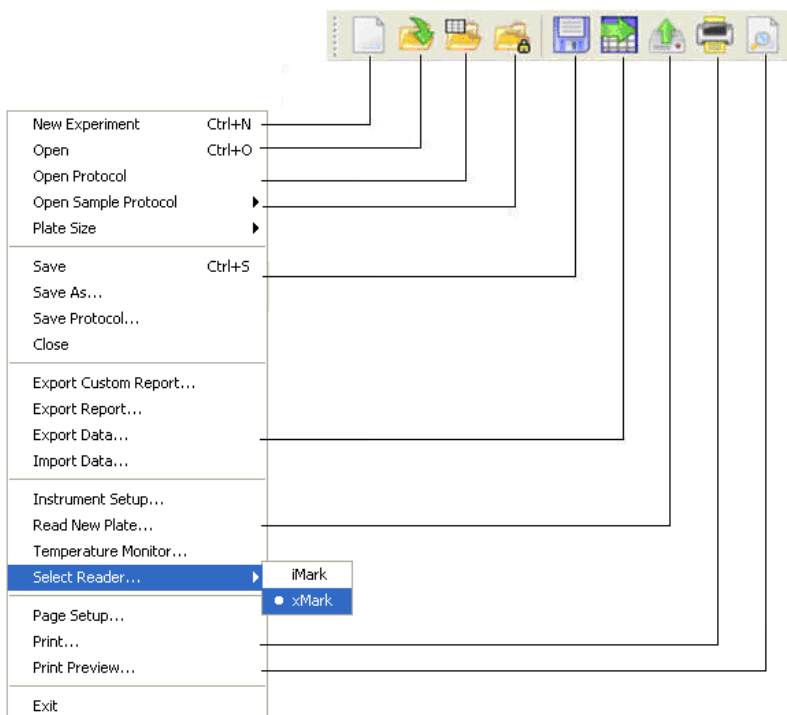 New Experiment Ctrl+N
Open Ctrl+O
Open Protocol
Open Sample Protocol
Plate Size
Save Ctrl+S
Save As...
Save Protocol...
Close
Export Custom Report...
Export Report...
Export Data...
Import Data...
Instrument Setup...
Read New Plate...
Temperature Monitor...
Select Reader...
iMark
xMark
Page Setup...
Print...
Print Preview...
Exit